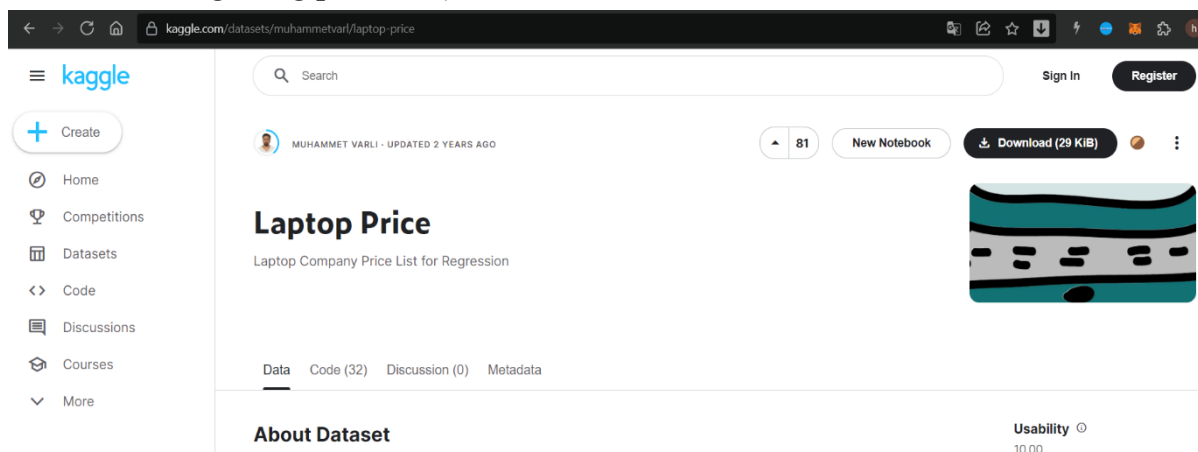 kaggle.com/datasets/muhammetvarl/laptop-price
h
kaggle
Search
Sign In
Register
Create
MUHAMMET VARLI · UPDATED 2 YEARS AGO
81
New Notebook
Download (29 KiB)
Home
Competitions
Datasets
Code
Discussions
Courses
More
Laptop Price
Laptop Company Price List for Regression
Data Code (32) Discussion (0) Metadata
About Dataset
Usability
10.00